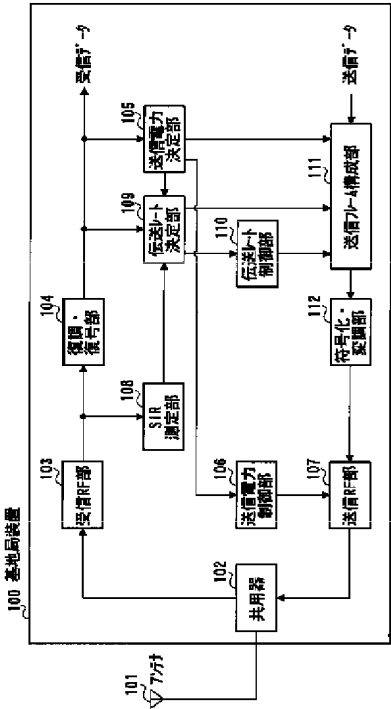 100 基地局装置
101
アンテナ
102
共用器
103
受信RF部
104
復調・
復号部
受信データ
105
送信電力
決定部
106
送信電力
制御部
107
送信RF部
108
SIR
測定部
109
伝送レート
決定部
110
伝送レート
制御部
送信データ
111
送信フレーム構成部
112
符号化・
変調部